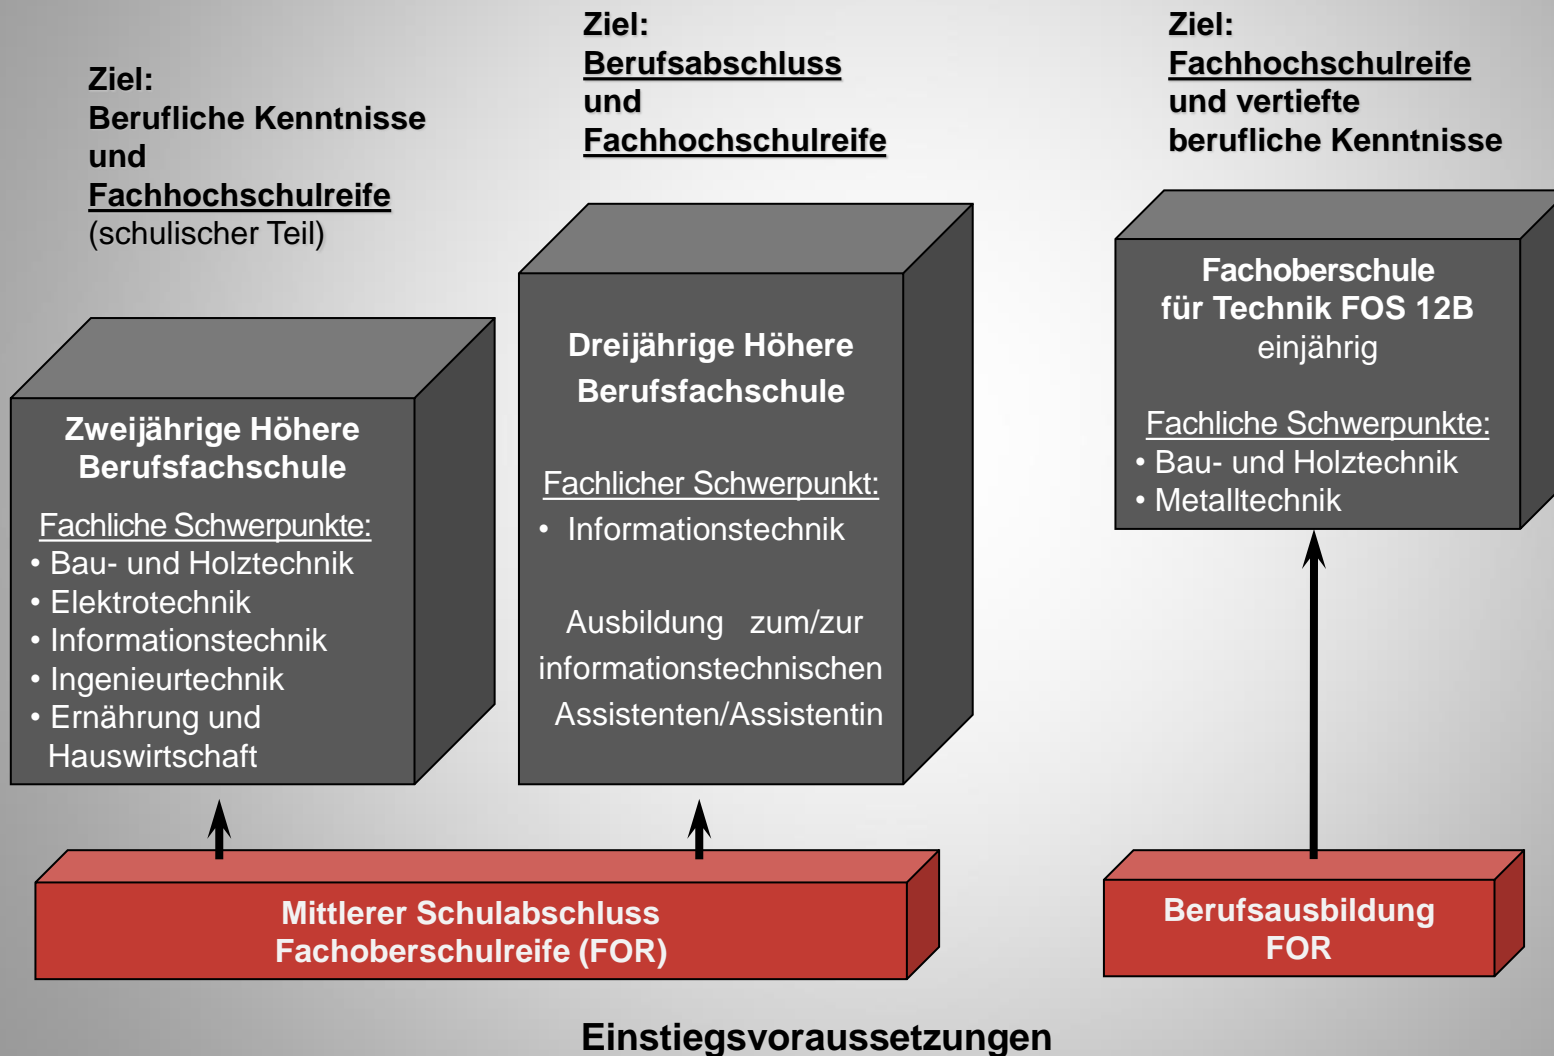 Ziel:
Berufliche Kenntnisse
und
Fachhochschulreife
(schulischer Teil)
Ziel:
Berufsabschluss
und
Fachhochschulreife
Ziel:
Fachhochschulreife
und vertiefte
berufliche Kenntnisse
Zweijährige Höhere
Berufsfachschule
Fachliche Schwerpunkte:
• Bau- und Holztechnik
• Elektrotechnik
• Informationstechnik
• Ingenieurtechnik
• Ernährung und
Hauswirtschaft
Dreijährige Höhere
Berufsfachschule
Fachlicher Schwerpunkt:
• Informationstechnik
Ausbildung zum/zur
informationstechnischen
Assistenten/Assistentin
Fachoberschule
für Technik FOS 12B
einjährig
Fachliche Schwerpunkte:
• Bau- und Holztechnik
• Metalltechnik
Mittlerer Schulabschluss
Fachoberschulreife (FOR)
Berufsausbildung
FOR
Einstiegsvoraussetzungen